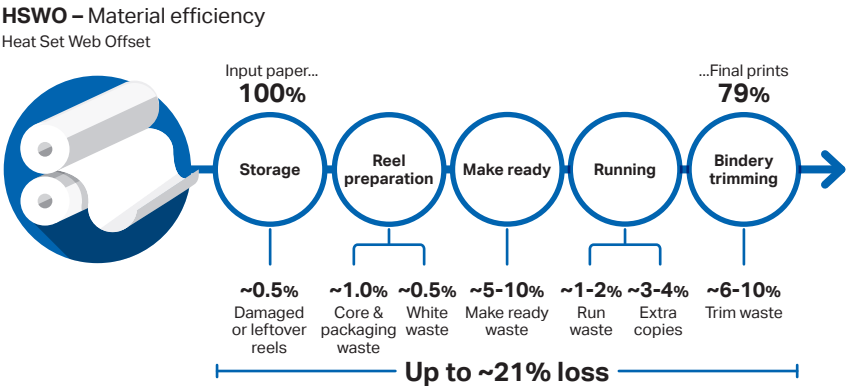 HSWO – Material efficiency
Heat Set Web Offset
Input paper...
100%
...Final prints
79%
Storage
Reel
preparation
Make ready
Running
Bindery
trimming
~0.5%
Damaged
or leftover
reels
~1.0%
Core &
packaging
waste
~0.5%
White
waste
~5-10%
Make ready
waste
~1-2%
Run
waste
~3-4%
Extra
copies
~6-10%
Trim waste
Up to ~21% loss